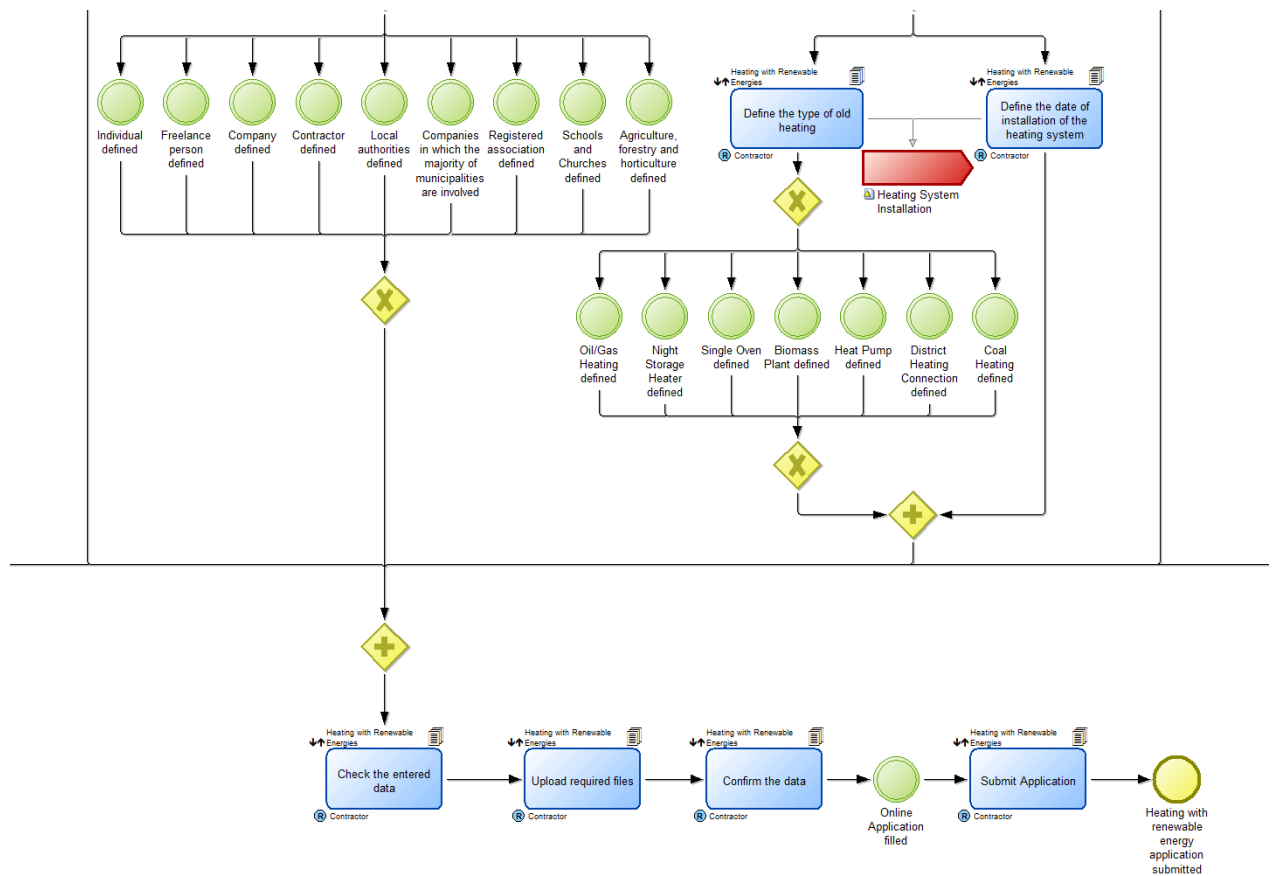 Individual
defined
Freelance
person
defined
Company
defined
Contractor
defined
Local
authorities
defined
Companies
in which the
majority of
municipalities
are involved
Registered
association
defined
Schools
and
Churches
defined
Agriculture,
forestry and
horticulture
defined
Heating with Renewable
Energies
Define the type of old
heating
R Contractor
Heating with Renewable
Energies
Define the date of
installation of the
heating system
R Contractor
Heating System
Installation
Oil/Gas
Heating
defined
Night
Storage
Heater
defined
Single Oven
defined
Biomass
Plant defined
Heat Pump
defined
District
Heating
Connection
defined
Coal
Heating
defined
Heating with Renewable
Energies
Check the entered
data
R Contractor
Heating with Renewable
Energies
Upload required files
R Contractor
Heating with Renewable
Energies
Confirm the data
R Contractor
Online
Application
filled
Heating with Renewable
Energies
Submit Application
R Contractor
Heating with
renewable
energy
application
submitted